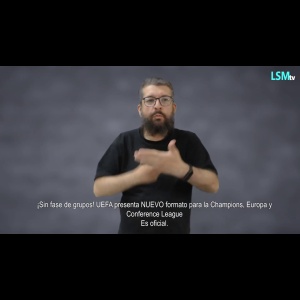 LSMtv
¡Sin fase de grupos! UEFA presenta NUEVO formato para la Champions, Europa y
Conference League
Es oficial.